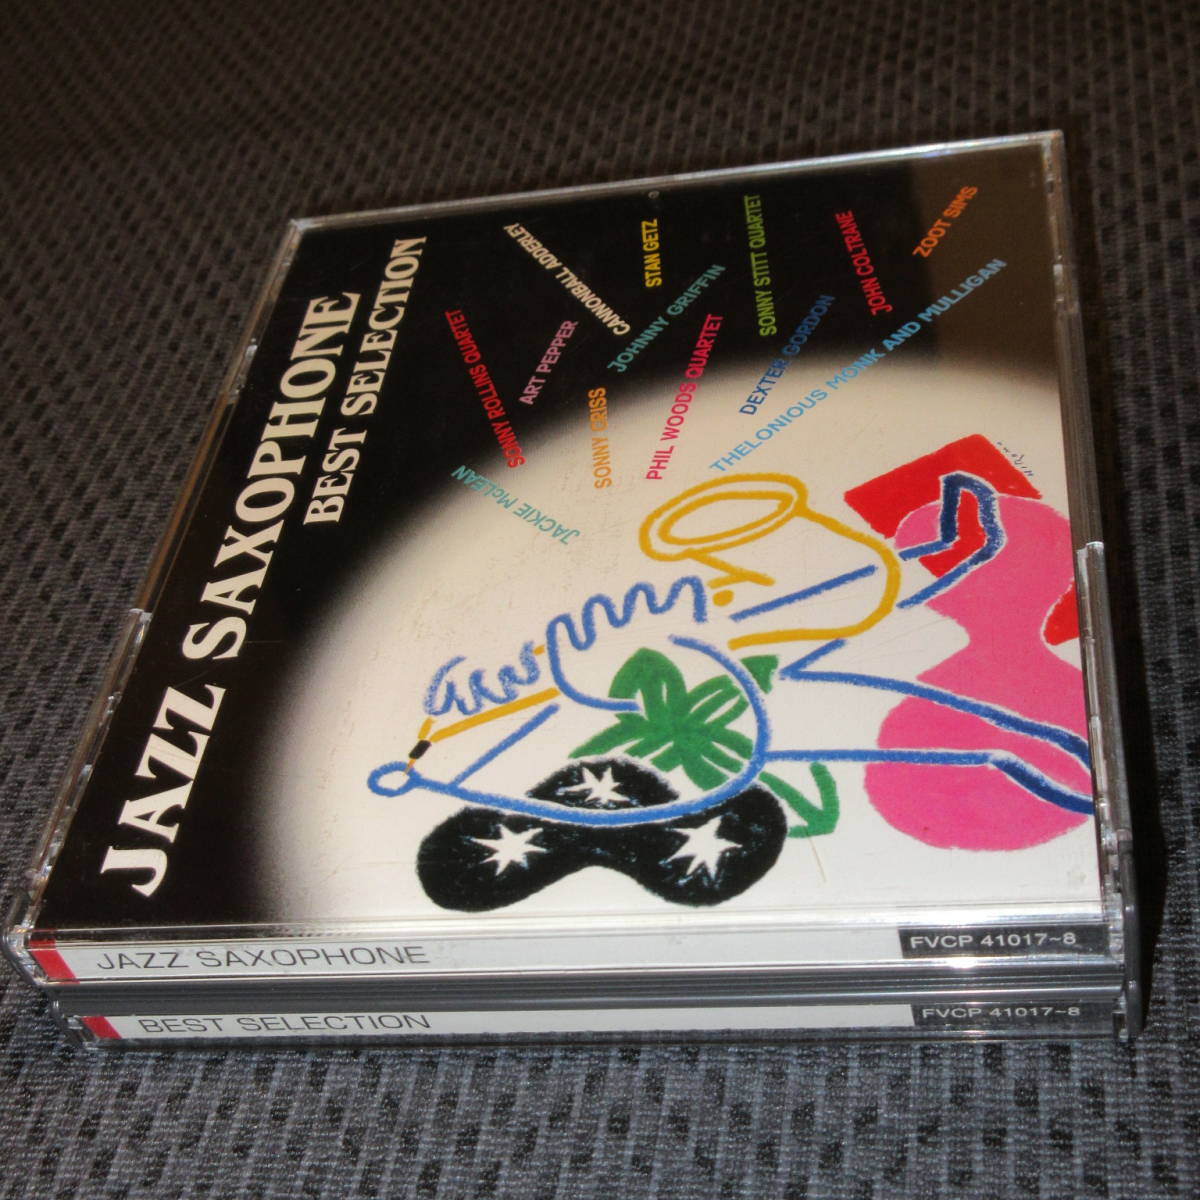 JAZZ SAXOPHONE
BEST SELECTION
SONNY ROLLINS QUARTET
CANNONBALL ADDERLEY
ART PEPPER
STAN GETZ
JACKIE McLEAN
SONNY CRISS
JOHNNY GRIFFIN
PHIL WOODS QUARTET
SONNY STITT QUARTET
DEXTER GORDON
JOHN COLTRANE
ZOOT SIMS
THELONIOUS MONK AND MULLIGAN
JAZZ SAXOPHONE
FVCP 41017~8
BEST SELECTION
FVCP 41017~8